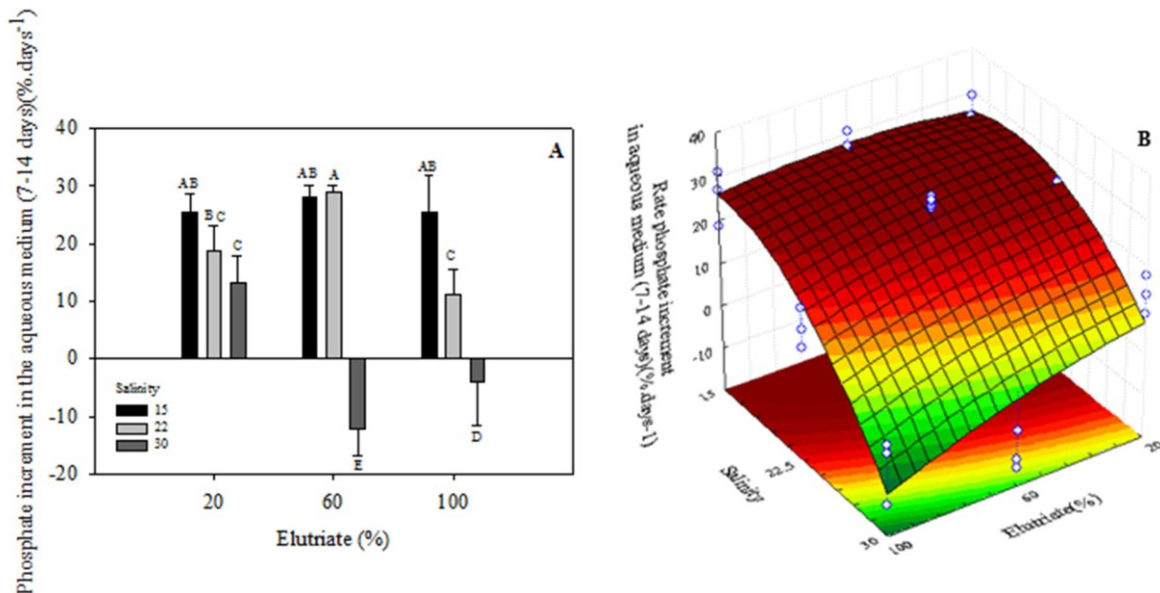 Phosphate increment in the aqueous medium (7-14 days)(%.days-1)
40
30
20
10
0
-10
-20
A
AB
B C
C
AB
A
E
AB
C
D
Salinity
15
22
30
20
60
100
Elutriate (%)
B
Rate phosphate increment
in aqueous medium (7-14 days)(%.days-1)
40
30
20
10
0
-10
15
22.5
30
Salinity
100
60
20
Elutriate(%)